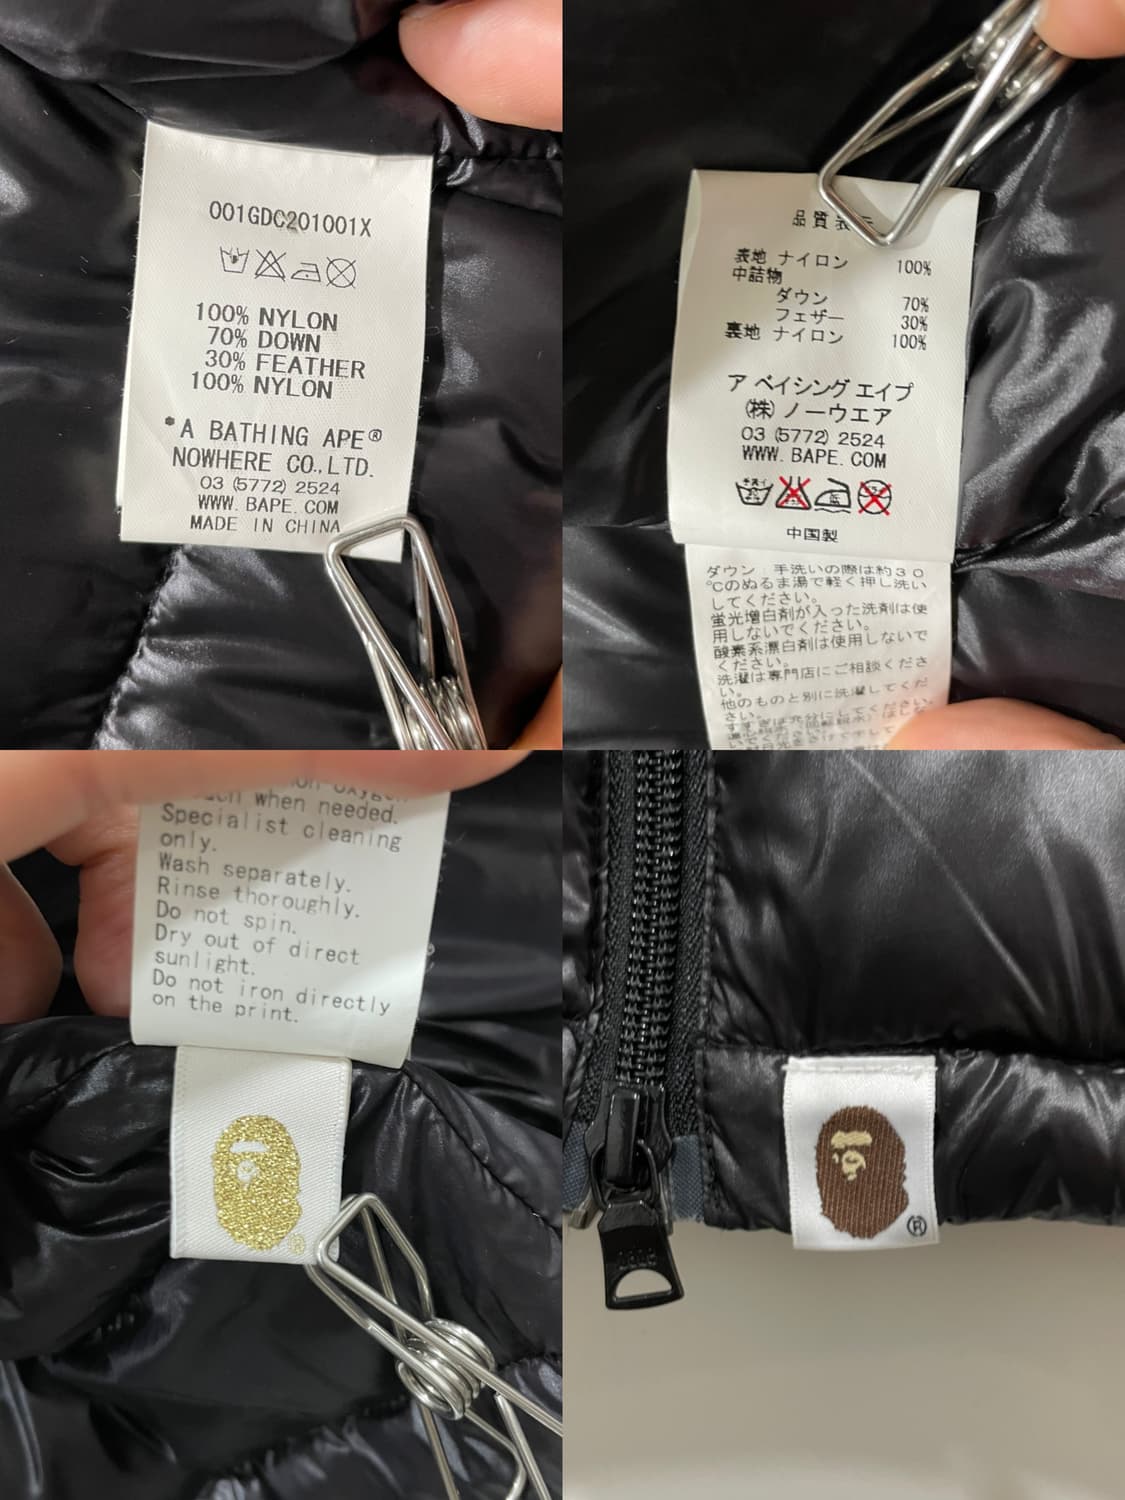 001GDC201001X
100% NYLON
70% DOWN
30% FEATHER
100% NYLON
*A BATHING APE®
NOWHERE CO.,LTD.
03 (5772) 2524
WWW. BAPE. COM
MADE IN CHINA
品質表
表地 ナイロン 100%
中詰物
ダウン 70%
フェザー 30%
裏地 ナイロン 100%
ア ベイシング エイプ
(株) ノーウエア
03 (5772) 2524
WWW. BAPE. COM
中国製
ダウン 手洗いの際は約30
℃のぬるま湯で軽く押し洗い
してください。
蛍光増白剤が入った洗剤は使
用しないでください。
酸素系漂白剤は使用しないで
ください。
洗濯は専門店にご相談くださ
い。
他のものと別に洗濯してくだ
さい。
when needed.
Specialist cleaning
only.
Wash separately.
Rinse thoroughly.
Do not spin.
Dry out of direct
sunlight.
Do not iron directly
on the print.
®
®